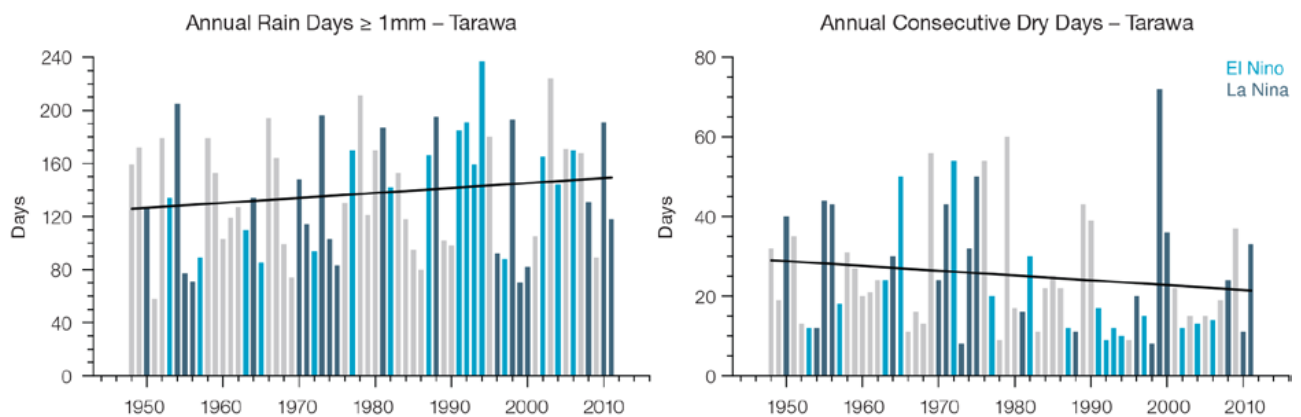 Annual Rain Days ≥ 1mm – Tarawa
240
200
160
120
80
40
0
Days
1950 1960 1970 1980 1990 2000 2010
Annual Consecutive Dry Days – Tarawa
80
60
40
20
0
Days
1950 1960 1970 1980 1990 2000 2010
El Nino
La Nina